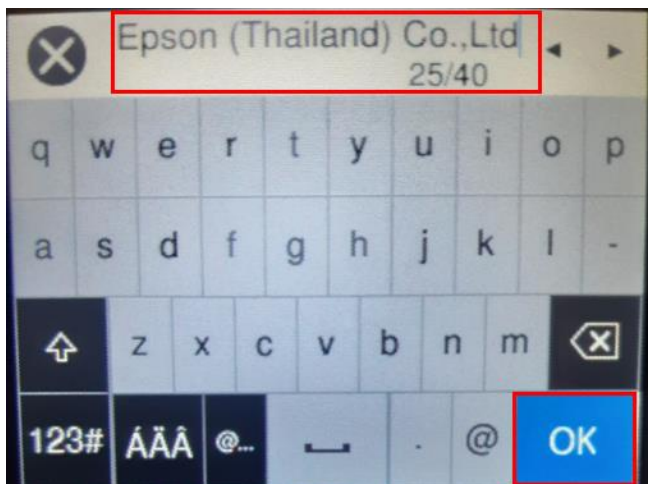 Epson (Thailand) Co.,Ltd
25/40
q w e r t y u i o p
a s d f g h j k l -
z x c v b n m
123# ÁÄÂ @... . @ OK